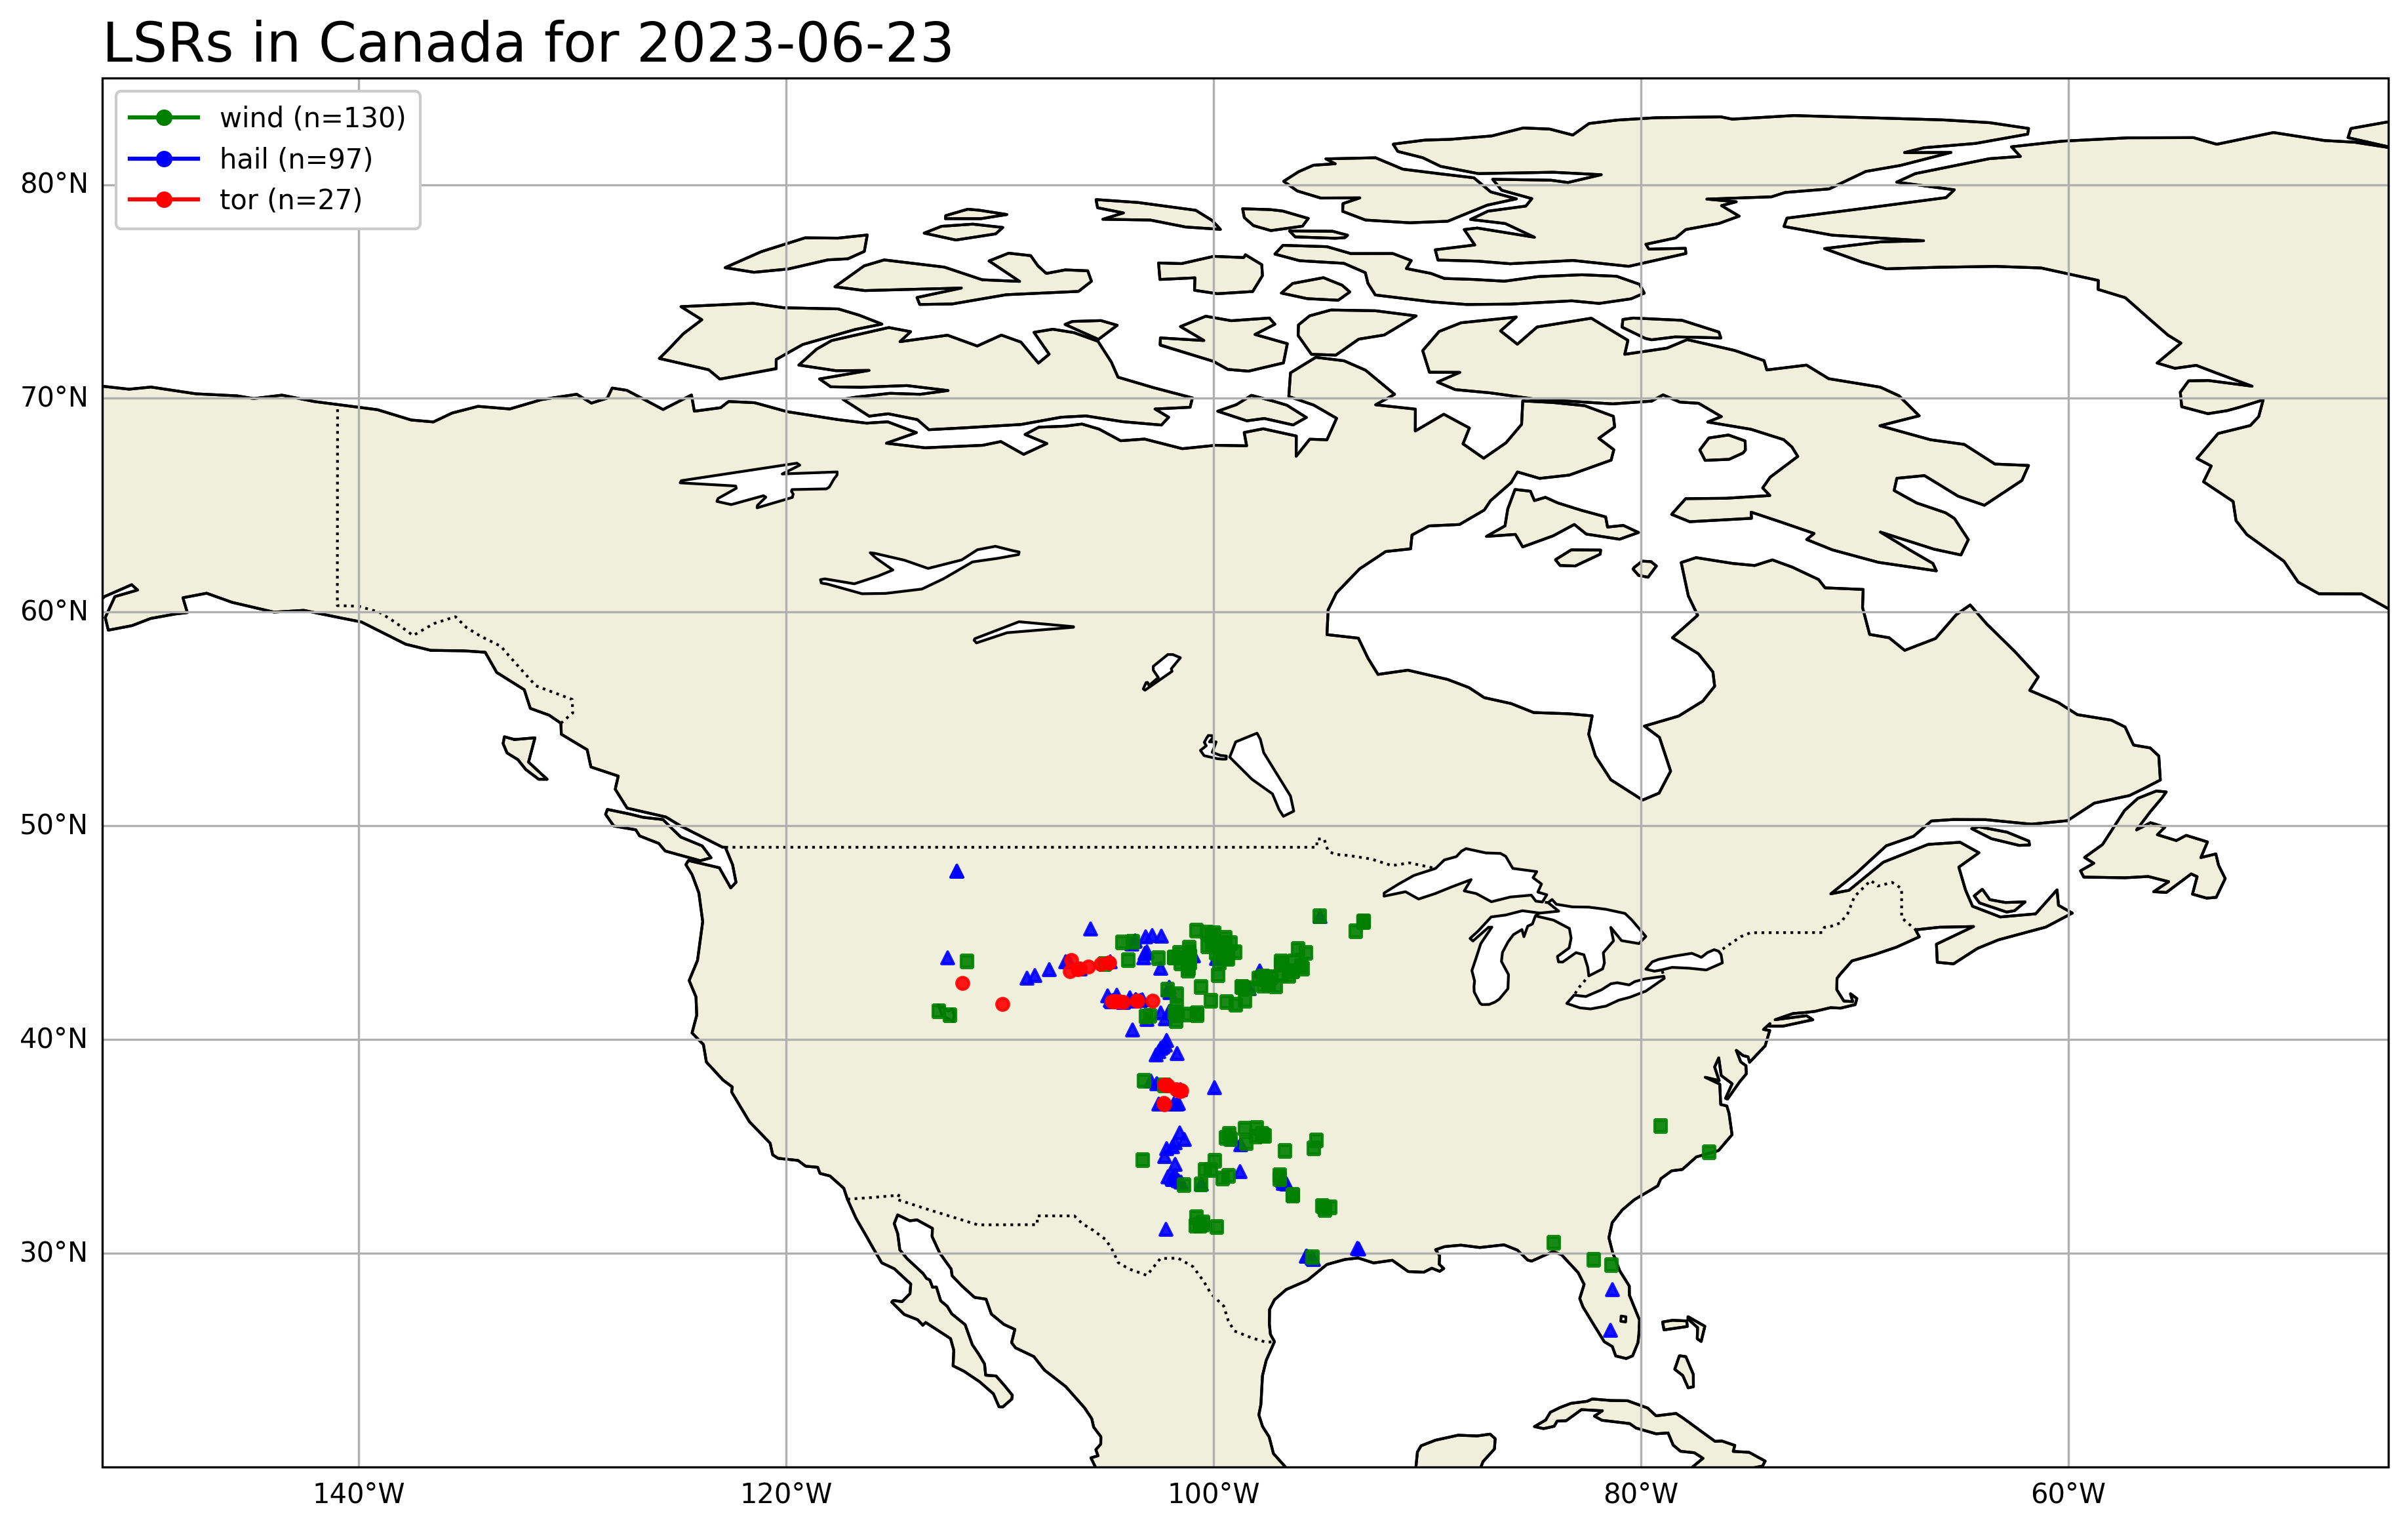 LSRs in Canada for 2023-06-23
wind (n=130)
hail (n=97)
tor (n=27)
80°N
70°N
60°N
50°N
40°N
30°N
140°W
120°W
100°W
80°W
60°W